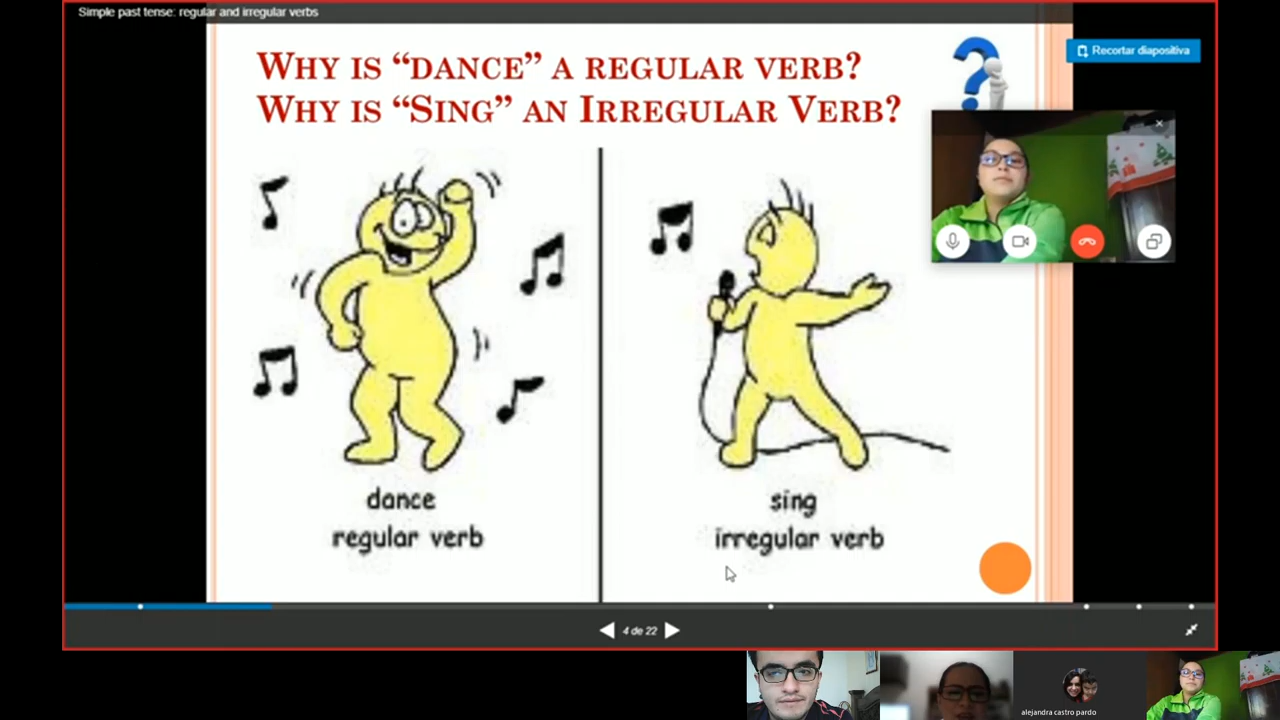 Simple past tense: regular and irregular verbs
WHY IS “DANCE” A REGULAR VERB?
WHY IS “SING” AN IRREGULAR VERB?
Recortar diapositiva
dance
regular verb
sing
irregular verb
4 de 22
alejandra castro pardo